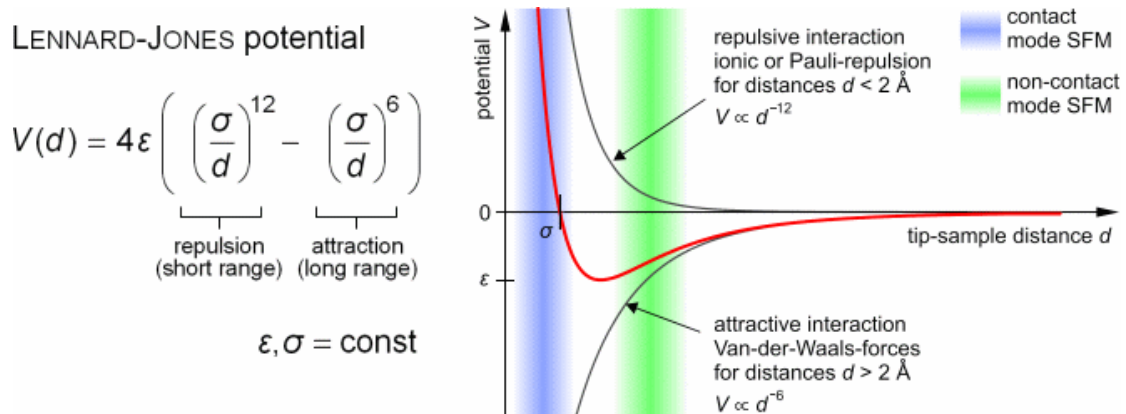 LENNARD-JONES potential
V(d) = 4ε ( (σ/d)^12 − (σ/d)^6 )
repulsion
(short range)
attraction
(long range)
ε, σ = const
potential V
0
σ
ε
tip-sample distance d
repulsive interaction
ionic or Pauli-repulsion
for distances d < 2 Å
V ∝ d^−12
attractive interaction
Van-der-Waals-forces
for distances d > 2 Å
V ∝ d^−6
contact
mode SFM
non-contact
mode SFM